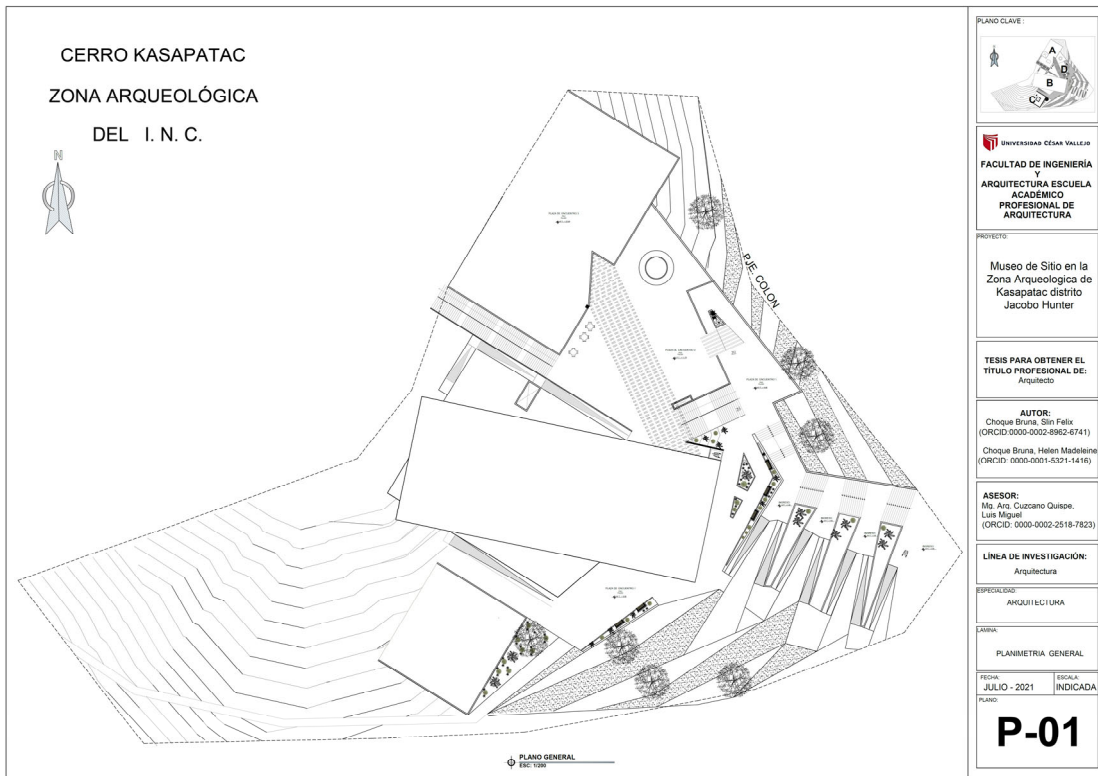 CERRO KASAPATAC
ZONA ARQUEOLÓGICA
DEL I. N. C.
N
PJE. COLON
PLANO GENERAL
ESC: 1/200
PLANO CLAVE :
A
D
B
C
UNIVERSIDAD CÉSAR VALLEJO
FACULTAD DE INGENIERÍA
Y
ARQUITECTURA ESCUELA
ACADÉMICO
PROFESIONAL DE
ARQUITECTURA
PROYECTO:
Museo de Sitio en la
Zona Arqueologica de
Kasapatac distrito
Jacobo Hunter
TESIS PARA OBTENER EL
TÍTULO PROFESIONAL DE:
Arquitecto
AUTOR:
Choque Bruna, Slin Felix
(ORCID:0000-0002-8962-6741)
Choque Bruna, Helen Madeleine
(ORCID: 0000-0001-5321-1416)
ASESOR:
Mg. Arq. Cuzcano Quispe,
Luis Miguel
(ORCID: 0000-0002-2518-7823)
LÍNEA DE INVESTIGACIÓN:
Arquitectura
ESPECIALIDAD:
ARQUITECTURA
LAMINA:
PLANIMETRIA GENERAL
FECHA:
JULIO - 2021
ESCALA:
INDICADA
PLANO:
P-01